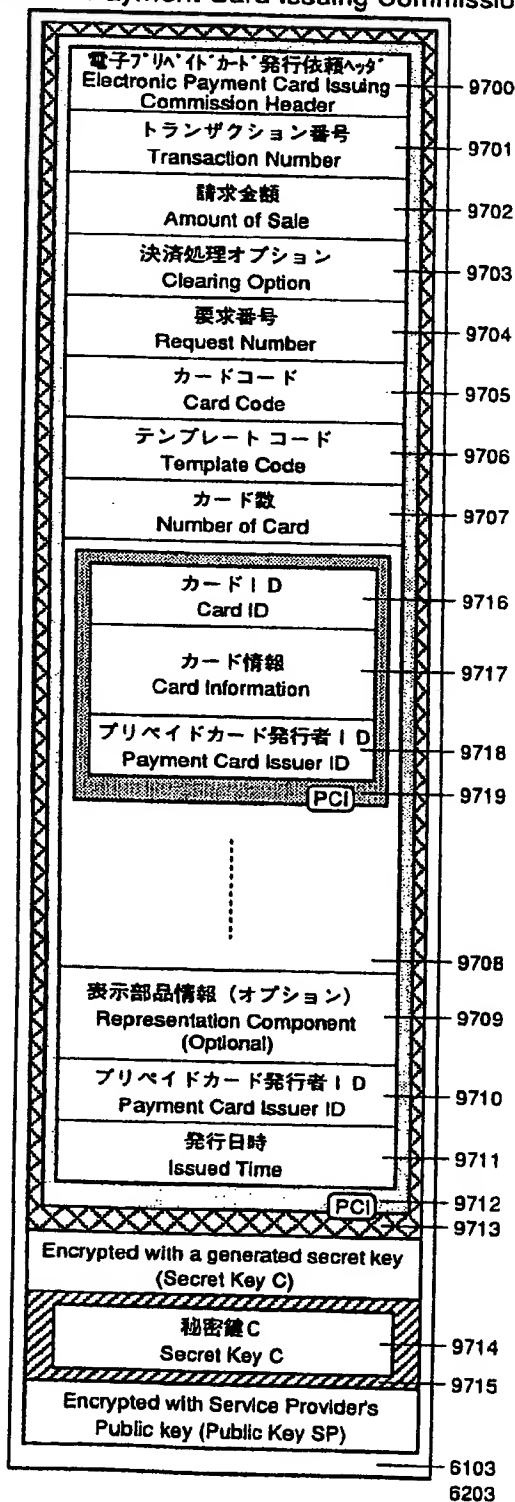 Payment Card Issuing Commissio
電子プリペイドカード発行依頼ヘッダ
Electronic Payment Card Issuing
Commission Header
9700
トランザクション番号
Transaction Number
9701
請求金額
Amount of Sale
9702
決済処理オプション
Clearing Option
9703
要求番号
Request Number
9704
カードコード
Card Code
9705
テンプレート コード
Template Code
9706
カード数
Number of Card
9707
カードID
Card ID
9716
カード情報
Card Information
9717
プリペイドカード発行者ID
Payment Card Issuer ID
9718
PCI
9719
9708
表示部品情報（オプション）
Representation Component
(Optional)
9709
プリペイドカード発行者ID
Payment Card Issuer ID
9710
発行日時
Issued Time
9711
PCI
9712
9713
Encrypted with a generated secret key
(Secret Key C)
秘密鍵C
Secret Key C
9714
9715
Encrypted with Service Provider's
Public key (Public Key SP)
6103
6203